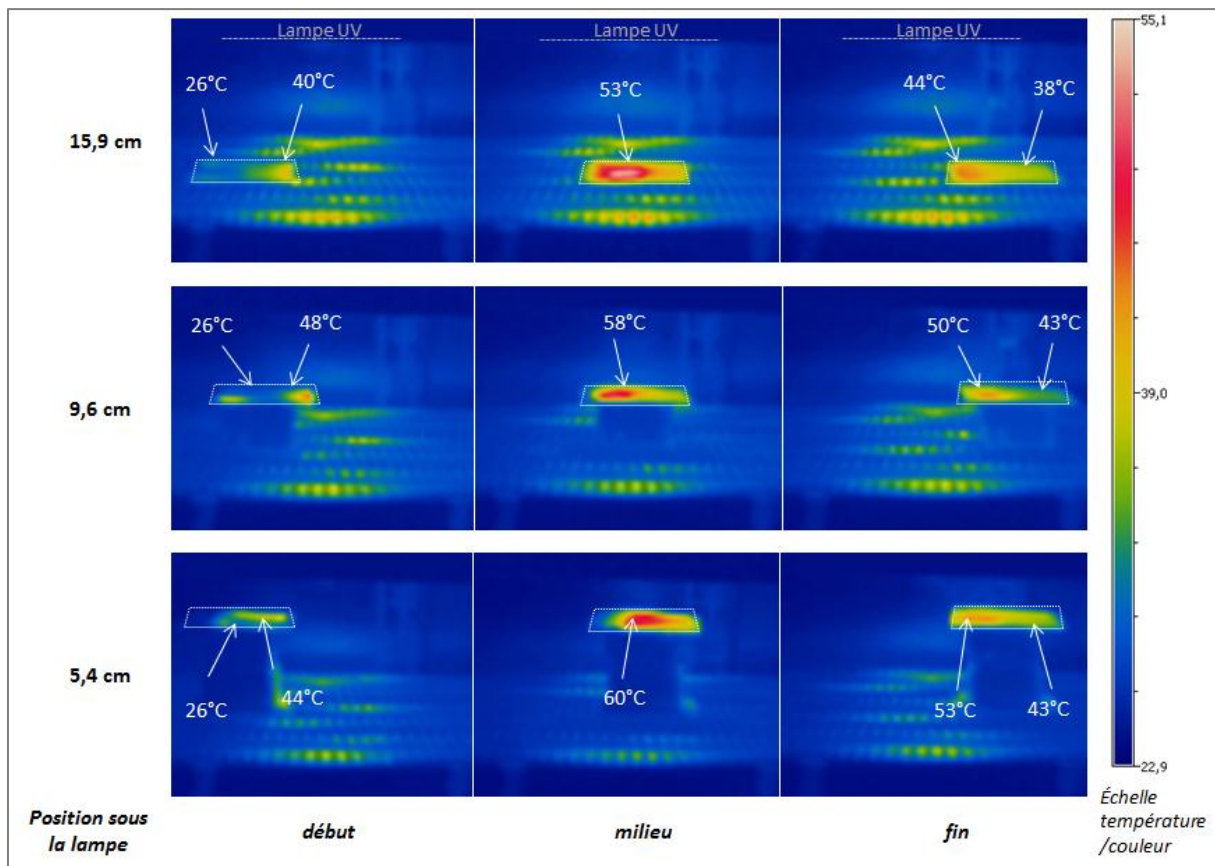 Lampe UV
Lampe UV
Lampe UV
55,1
26°C
40°C
53°C
44°C
38°C
15,9 cm
26°C
48°C
58°C
50°C
43°C
39,0
9,6 cm
5,4 cm
26°C
44°C
60°C
53°C
43°C
22,9
Position sous
la lampe
début
milieu
fin
Échelle
température
/couleur